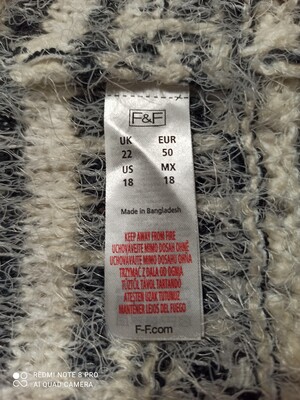 F&F
UK EUR
22 50
US MX
18 18
Made in Bangladesh
KEEP AWAY FROM FIRE
UCHOVÁVEJTE MIMO DOSAH OHNĚ
UCHOVÁVAJTE MIMO DOSAHU OHŇA
TRZYMAĆ Z DALA OD OGNIA
TŰZTŐL TÁVOL TARTANDÓ
ATEŞTEN UZAK TUTUNUZ
MANTENER LEJOS DEL FUEGO
F-F.com
REDMI NOTE 8 PRO
AI QUAD CAMERA